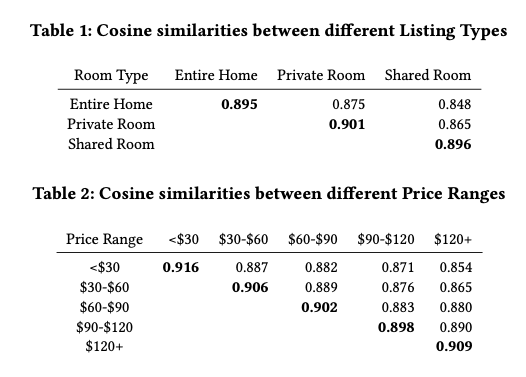 Table 1: Cosine similarities between different Listing Types
Room Type Entire Home Private Room Shared Room
Entire Home 0.895 0.875 0.848
Private Room 0.901 0.865
Shared Room 0.896
Table 2: Cosine similarities between different Price Ranges
Price Range <$30 $30-$60 $60-$90 $90-$120 $120+
<$30 0.916 0.887 0.882 0.871 0.854
$30-$60 0.906 0.889 0.876 0.865
$60-$90 0.902 0.883 0.880
$90-$120 0.898 0.890
$120+ 0.909